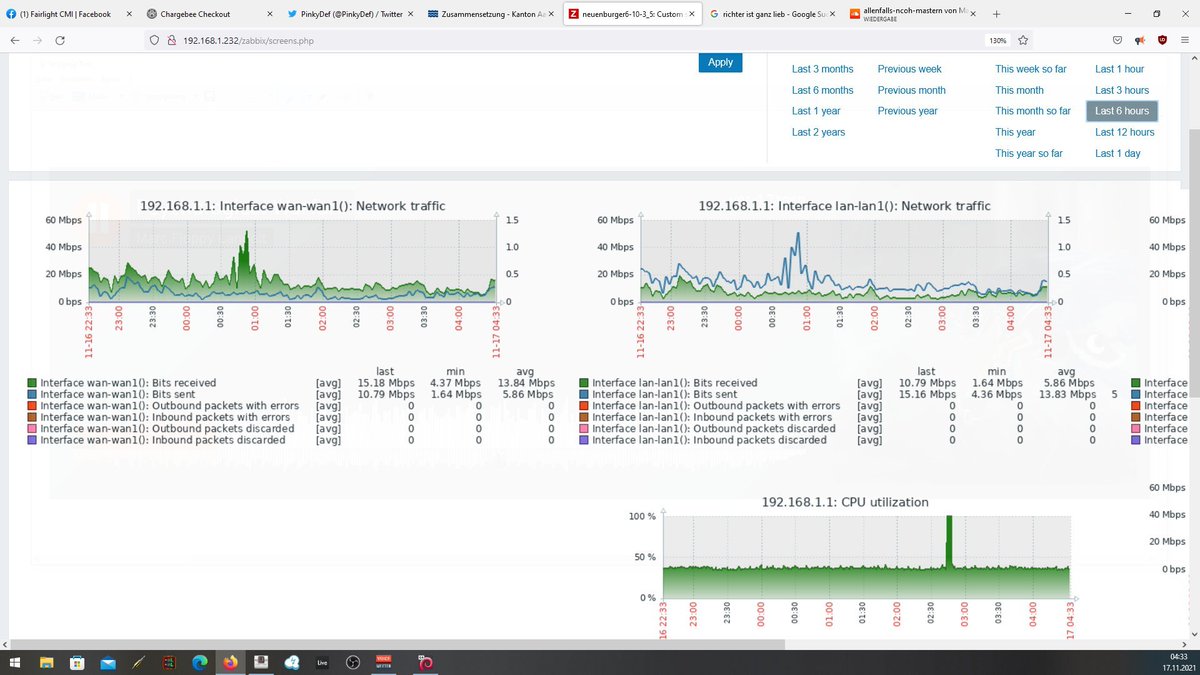 (1) Fairlight CMI | Facebook
Chargebee Checkout
PinkyDef (@PinkyDef) / Twitter
Zusammensetzung - Kanton Aa
neuenburger6-10-3_5: Custom
richter ist ganz lieb - Google Su
allenfalls-ncoh-mastern von M
WIEDERGABE
192.168.1.232/zabbix/screens.php
130%
Apply
Last 3 months Previous week This week so far Last 1 hour
Last 6 months Previous month This month Last 3 hours
Last 1 year Previous year This month so far Last 6 hours
Last 2 years This year Last 12 hours
This year so far Last 1 day
192.168.1.1: Interface wan-wan1(): Network traffic
60 Mbps 1.5
40 Mbps 1.0
20 Mbps 0.5
0 bps 0
11-16 22:33 23:00 23:30 00:00 00:30 01:00 01:30 02:00 02:30 03:00 03:30 04:00 11-17 04:33
last min avg
Interface wan-wan1(): Bits received [avg] 15.18 Mbps 4.37 Mbps 13.84 Mbps
Interface wan-wan1(): Bits sent [avg] 10.79 Mbps 1.64 Mbps 5.86 Mbps
Interface wan-wan1(): Outbound packets with errors [avg] 0 0 0
Interface wan-wan1(): Inbound packets with errors [avg] 0 0 0
Interface wan-wan1(): Outbound packets discarded [avg] 0 0 0
Interface wan-wan1(): Inbound packets discarded [avg] 0 0 0
192.168.1.1: Interface lan-lan1(): Network traffic
60 Mbps 1.5
40 Mbps 1.0
20 Mbps 0.5
0 bps 0
11-16 22:33 23:00 23:30 00:00 00:30 01:00 01:30 02:00 02:30 03:00 03:30 04:00 11-17 04:33
last min avg
Interface lan-lan1(): Bits received [avg] 10.79 Mbps 1.64 Mbps 5.86 Mbps
Interface lan-lan1(): Bits sent [avg] 15.16 Mbps 4.36 Mbps 13.83 Mbps 5
Interface lan-lan1(): Outbound packets with errors [avg] 0 0 0
Interface lan-lan1(): Inbound packets with errors [avg] 0 0 0
Interface lan-lan1(): Outbound packets discarded [avg] 0 0 0
Interface lan-lan1(): Inbound packets discarded [avg] 0 0 0
60 Mbps
40 Mbps
20 Mbps
0 bps
Interface
Interface
Interface
Interface
Interface
Interface
192.168.1.1: CPU utilization
100 %
50 %
0 %
16 22:33 23:00 23:30 00:00 00:30 01:00 01:30 02:00 02:30 03:00 03:30 04:00 17 04:33
60 Mbps
40 Mbps
20 Mbps
0 bps
Live
04:33
17.11.2021